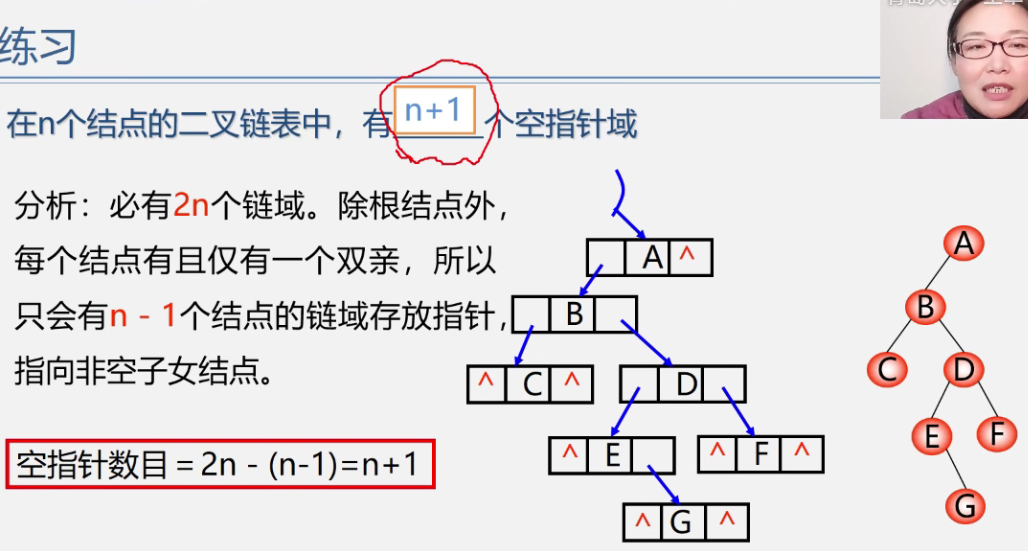 练习
在n个结点的二叉链表中，有 n+1 个空指针域
分析：必有2n个链域。除根结点外，
每个结点有且仅有一个双亲，所以
只会有n - 1个结点的链域存放指针，
指向非空子女结点。
空指针数目＝2n - (n-1)=n+1
A ^
B
^ C ^
D
^ E
^ F ^
^ G ^
A
B
C
D
E
F
G